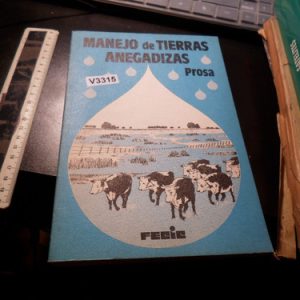 MANEJO de TIERRAS
ANEGADIZAS
V3315
Prosa
FECIC